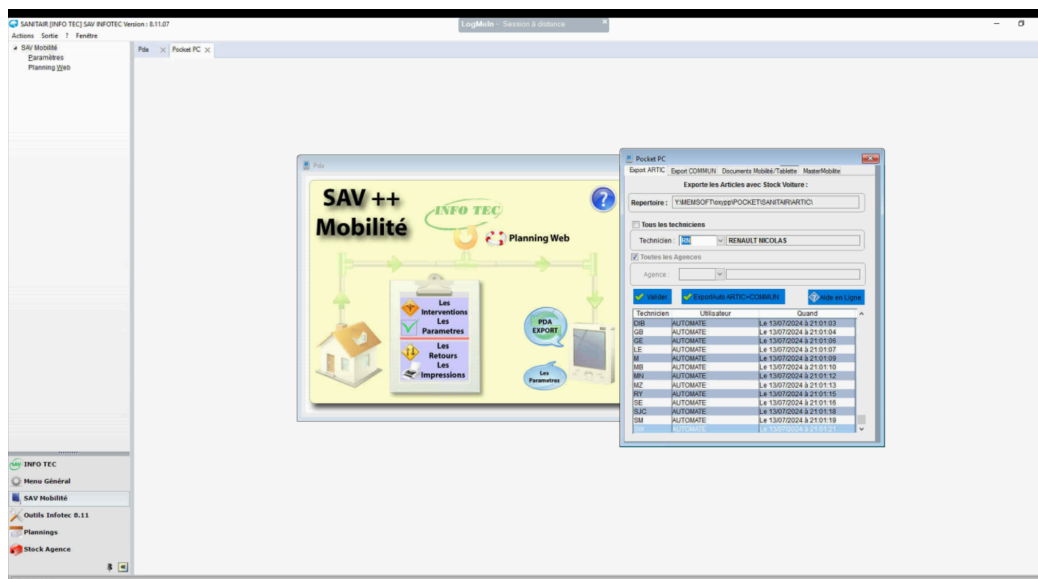 SANITAIR [INFO TEC] SAV INFOTEC Version : 8.11.07
LogMeIn - Session à distance
Actions Sortie ? Fenêtre
SAV Mobilité
Paramètres
Planning Web
Pda
Pocket PC
Pda
SAV ++
Mobilité
INFO TEC
Planning Web
?
Les
Interventions
Les
Parametres
Les
Retours
Les
Impressions
PDA
EXPORT
Les
Parametres
Pocket PC
Export ARTIC Export COMMUN Documents Mobilité/Tablette MasterMobilite
Exporte les Articles avec Stock Voiture :
Repertoire : Y:\MEMSOFT\oxypp\POCKET\SANITAIR\ARTIC\
Tous les techniciens
Technicien : RN RENAULT NICOLAS
Toutes les Agences
Agence :
Valider ExportAuto ARTIC+COMMUN Aide en Ligne
Technicien Utilisateur Quand
DIB AUTOMATE Le 13/07/2024 à 21:01:03
GB AUTOMATE Le 13/07/2024 à 21:01:04
GE AUTOMATE Le 13/07/2024 à 21:01:06
LE AUTOMATE Le 13/07/2024 à 21:01:07
M AUTOMATE Le 13/07/2024 à 21:01:09
MB AUTOMATE Le 13/07/2024 à 21:01:10
MN AUTOMATE Le 13/07/2024 à 21:01:12
MZ AUTOMATE Le 13/07/2024 à 21:01:13
RY AUTOMATE Le 13/07/2024 à 21:01:15
SE AUTOMATE Le 13/07/2024 à 21:01:16
SJC AUTOMATE Le 13/07/2024 à 21:01:18
SM AUTOMATE Le 13/07/2024 à 21:01:19
AUTOMATE Le 13/07/2024 à 21:01:21
INFO TEC
Menu Général
SAV Mobilité
Outils Infotec 8.11
Plannings
Stock Agence